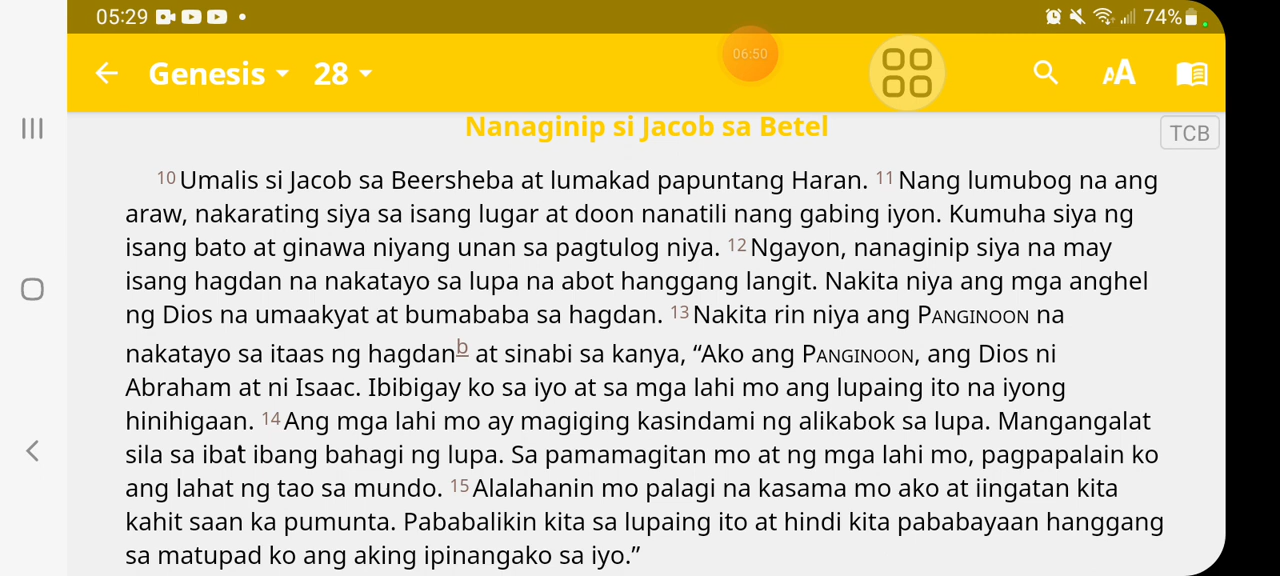 05:29
74%
Genesis 28
06:50
Nanaginip si Jacob sa Betel
TCB
10 Umalis si Jacob sa Beersheba at lumakad papuntang Haran. 11 Nang lumubog na ang
araw, nakarating siya sa isang lugar at doon nanatili nang gabing iyon. Kumuha siya ng
isang bato at ginawa niyang unan sa pagtulog niya. 12 Ngayon, nanaginip siya na may
isang hagdan na nakatayo sa lupa na abot hanggang langit. Nakita niya ang mga anghel
ng Dios na umaakyat at bumababa sa hagdan. 13 Nakita rin niya ang PANGINOON na
nakatayo sa itaas ng hagdan b at sinabi sa kanya, “Ako ang PANGINOON, ang Dios ni
Abraham at ni Isaac. Ibibigay ko sa iyo at sa mga lahi mo ang lupaing ito na iyong
hinihigaan. 14 Ang mga lahi mo ay magiging kasindami ng alikabok sa lupa. Mangangalat
sila sa ibat ibang bahagi ng lupa. Sa pamamagitan mo at ng mga lahi mo, pagpapalain ko
ang lahat ng tao sa mundo. 15 Alalahanin mo palagi na kasama mo ako at iingatan kita
kahit saan ka pumunta. Pababalikin kita sa lupaing ito at hindi kita pababayaan hanggang
sa matupad ko ang aking ipinangako sa iyo.”